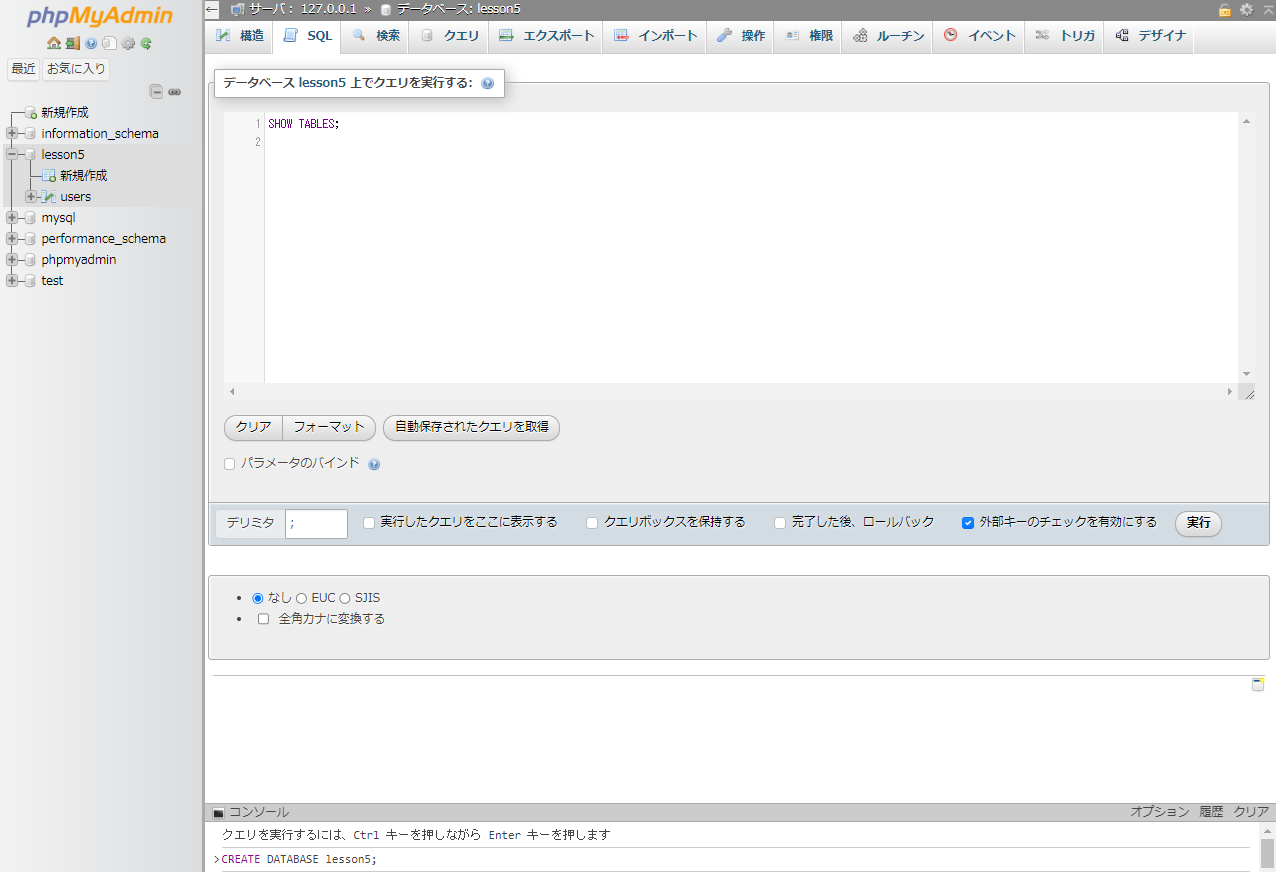 phpMyAdmin
最近 お気に入り
新規作成
information_schema
lesson5
新規作成
users
mysql
performance_schema
phpmyadmin
test
サーバ: 127.0.0.1 » データベース: lesson5
構造 SQL 検索 クエリ エクスポート インポート 操作 権限 ルーチン イベント トリガ デザイナ
データベース lesson5 上でクエリを実行する:
1 SHOW TABLES;
2
クリア フォーマット 自動保存されたクエリを取得
パラメータのバインド
デリミタ ; 実行したクエリをここに表示する クエリボックスを保持する 完了した後、ロールバック 外部キーのチェックを有効にする 実行
• なし EUC SJIS
• 全角カナに変換する
コンソール オプション 履歴 クリア
クエリを実行するには、Ctrl キーを押しながら Enter キーを押します
>CREATE DATABASE lesson5;